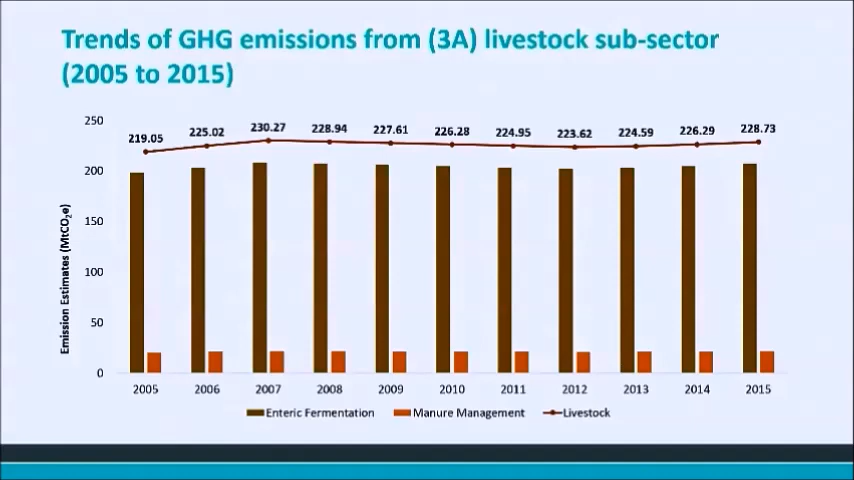 Trends of GHG emissions from (3A) livestock sub-sector
(2005 to 2015)
Emission Estimates (MtCO₂e)
250
200
150
100
50
0
219.05 225.02 230.27 228.94 227.61 226.28 224.95 223.62 224.59 226.29 228.73
2005 2006 2007 2008 2009 2010 2011 2012 2013 2014 2015
Enteric Fermentation Manure Management Livestock